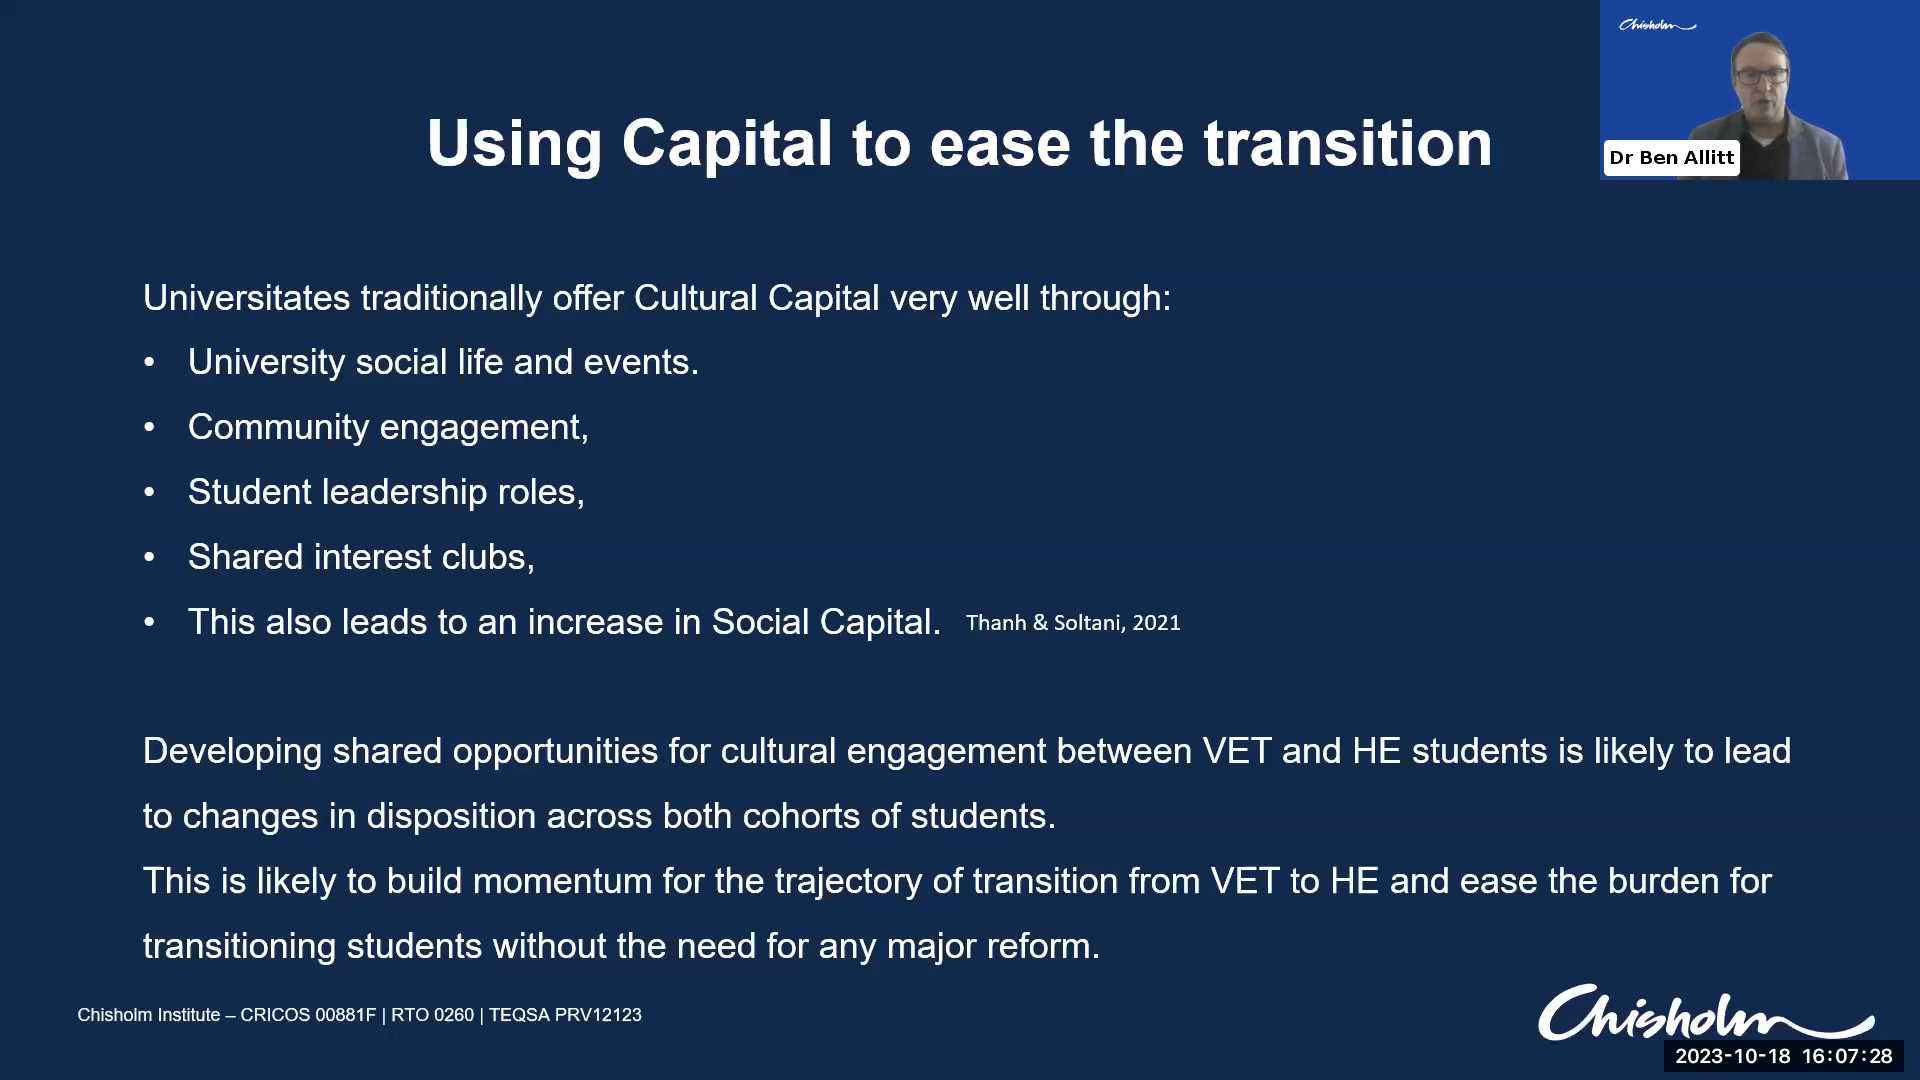 Chisholm
Using Capital to ease the transition
Dr Ben Allitt
Universitates traditionally offer Cultural Capital very well through:
• University social life and events.
• Community engagement,
• Student leadership roles,
• Shared interest clubs,
• This also leads to an increase in Social Capital. Thanh & Soltani, 2021
Developing shared opportunities for cultural engagement between VET and HE students is likely to lead
to changes in disposition across both cohorts of students.
This is likely to build momentum for the trajectory of transition from VET to HE and ease the burden for
transitioning students without the need for any major reform.
Chisholm Institute – CRICOS 00881F | RTO 0260 | TEQSA PRV12123
Chisholm
2023-10-18 16:07:28